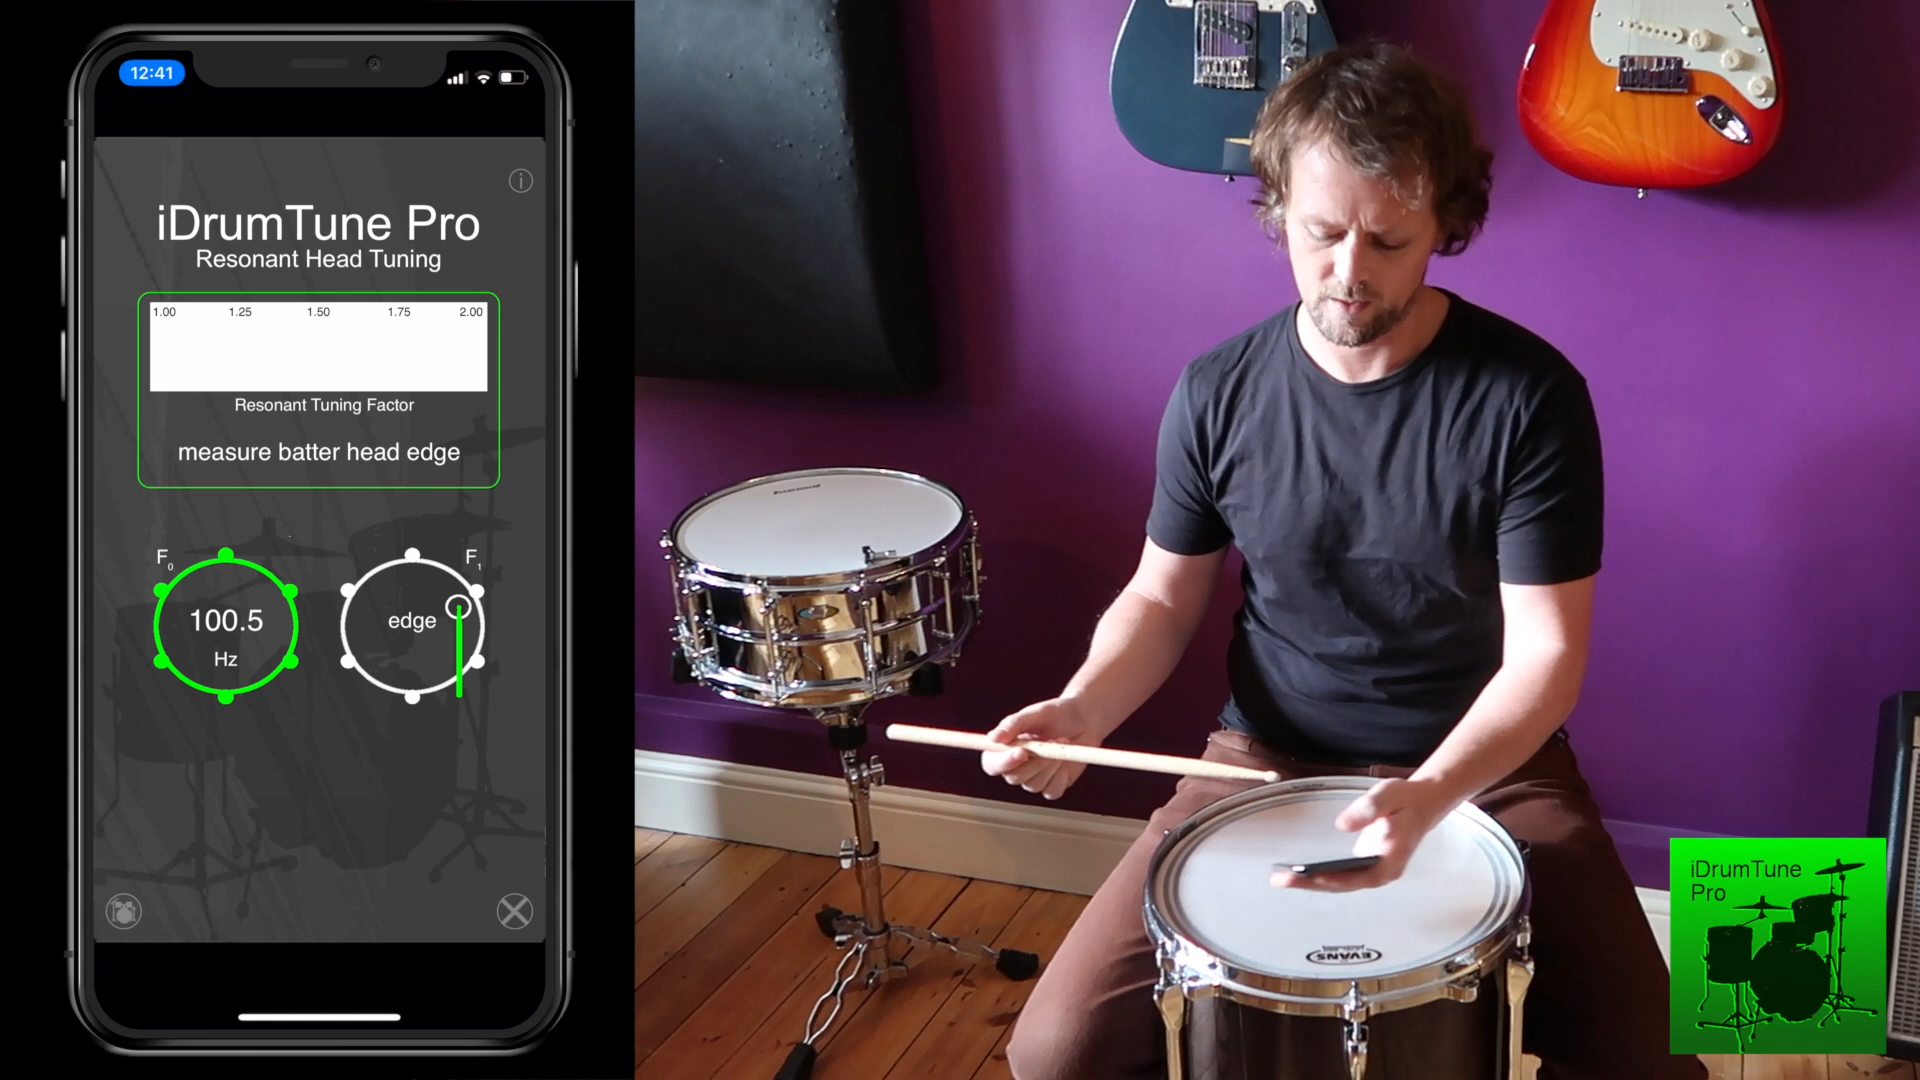 12:41
iDrumTune Pro
Resonant Head Tuning
1.00 1.25 1.50 1.75 2.00
Resonant Tuning Factor
measure batter head edge
F0 F1
100.5 edge
Hz
iDrumTune
Pro
EVANS